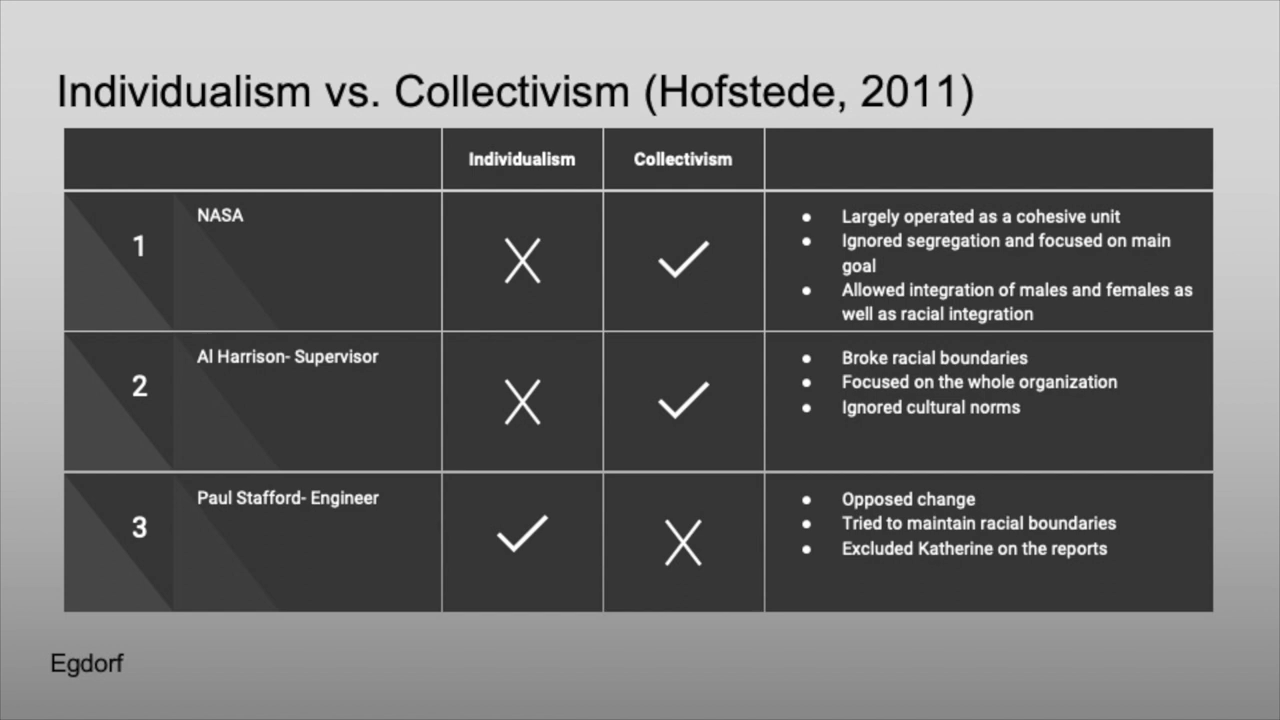 Individualism vs. Collectivism (Hofstede, 2011)
Individualism
Collectivism
1
NASA
Largely operated as a cohesive unit
Ignored segregation and focused on main
goal
Allowed integration of males and females as
well as racial integration
2
Al Harrison- Supervisor
Broke racial boundaries
Focused on the whole organization
Ignored cultural norms
3
Paul Stafford- Engineer
Opposed change
Tried to maintain racial boundaries
Excluded Katherine on the reports
Egdorf